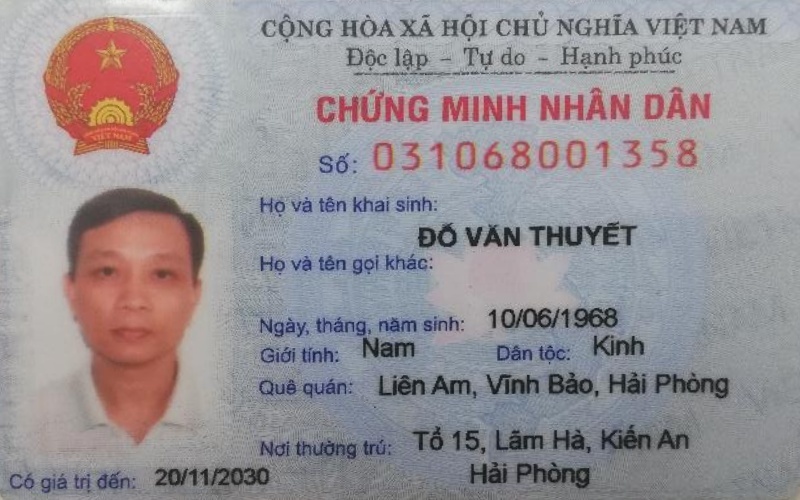 CỘNG HÒA XÃ HỘI CHỦ NGHĨA VIỆT NAM
Độc lập - Tự do - Hạnh phúc
CHỨNG MINH NHÂN DÂN
Số: 031068001358
Họ và tên khai sinh:
ĐỖ VĂN THUYẾT
Họ và tên gọi khác:
Ngày, tháng, năm sinh: 10/06/1968
Giới tính: Nam Dân tộc: Kinh
Quê quán: Liên Am, Vĩnh Bảo, Hải Phòng
Nơi thường trú: Tổ 15, Lãm Hà, Kiến An
Hải Phòng
Có giá trị đến: 20/11/2030